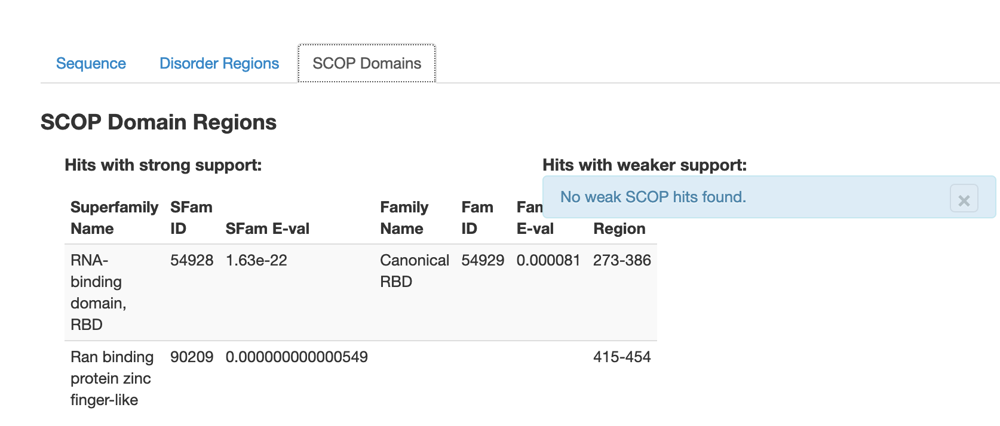 Sequence Disorder Regions SCOP Domains
SCOP Domain Regions
Hits with strong support: Hits with weaker support:
No weak SCOP hits found. ×
Superfamily SFam Family Fam
Name ID SFam E-val Name ID E-val Region
RNA- 54928 1.63e-22 Canonical 54929 0.000081 273-386
binding RBD
domain,
RBD
Ran binding 90209 0.000000000000549 415-454
protein zinc
finger-like